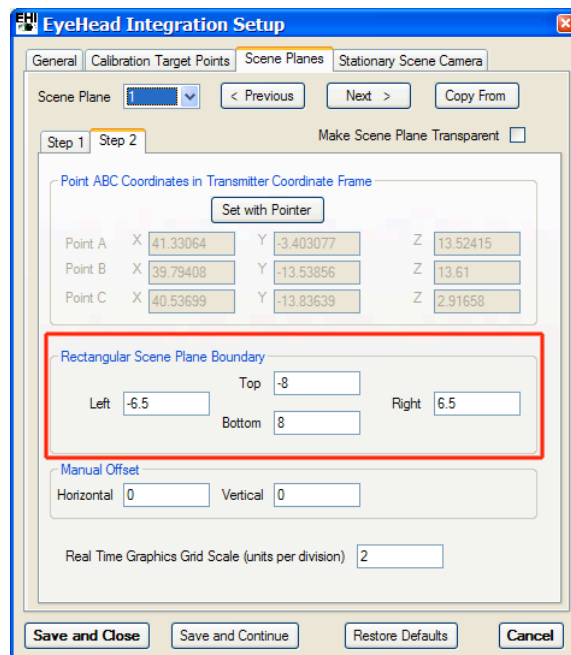 EHI EyeHead Integration Setup
General Calibration Target Points Scene Planes Stationary Scene Camera
Scene Plane 1 < Previous Next > Copy From
Step 1 Step 2 Make Scene Plane Transparent
Point ABC Coordinates in Transmitter Coordinate Frame
Set with Pointer
Point A X 41.33064 Y -3.403077 Z 13.52415
Point B X 39.79408 Y -13.53856 Z 13.61
Point C X 40.53699 Y -13.83639 Z 2.91658
Rectangular Scene Plane Boundary
Top -8
Left -6.5 Right 6.5
Bottom 8
Manual Offset
Horizontal 0 Vertical 0
Real Time Graphics Grid Scale (units per division) 2
Save and Close Save and Continue Restore Defaults Cancel